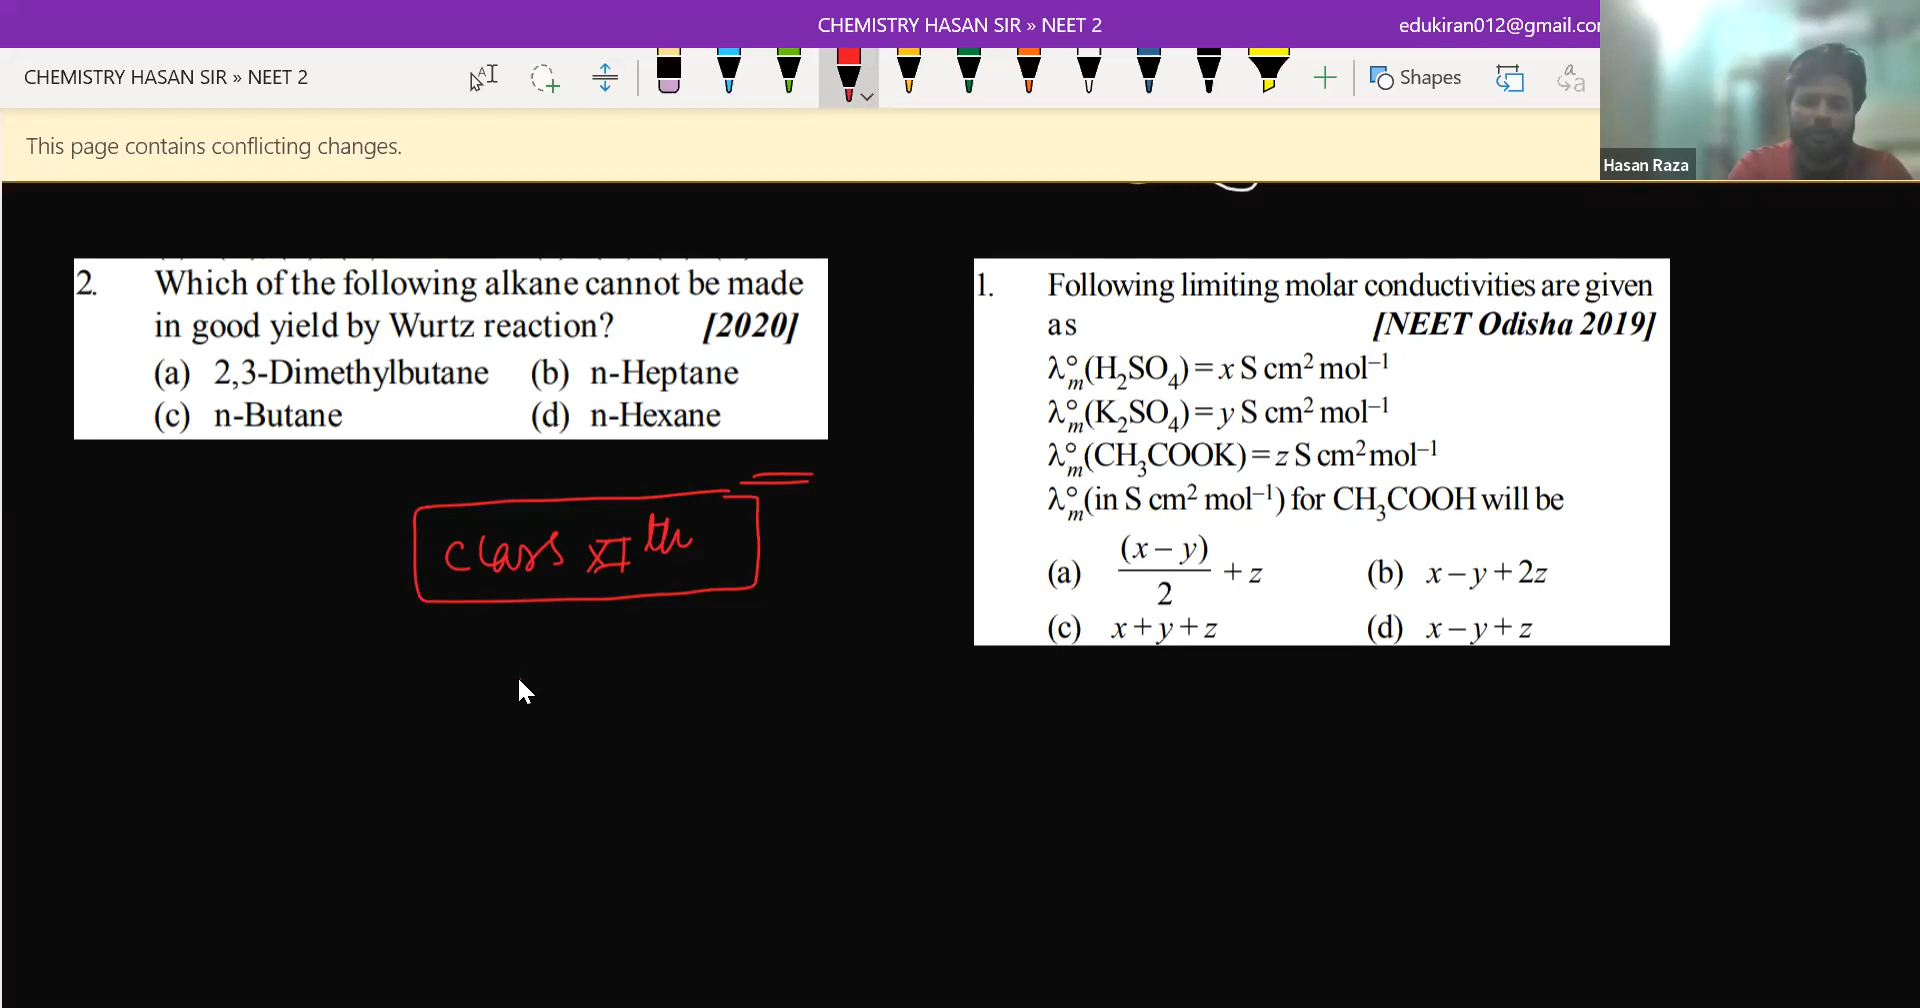 CHEMISTRY HASAN SIR » NEET 2
edukiran012@gmail.co
CHEMISTRY HASAN SIR » NEET 2
Shapes
This page contains conflicting changes.
Hasan Raza
2. Which of the following alkane cannot be made
in good yield by Wurtz reaction? [2020]
(a) 2,3-Dimethylbutane (b) n-Heptane
(c) n-Butane (d) n-Hexane
class XIth
1. Following limiting molar conductivities are given
as [NEET Odisha 2019]
λ°m(H₂SO₄) = x S cm² mol⁻¹
λ°m(K₂SO₄) = y S cm² mol⁻¹
λ°m(CH₃COOK) = z S cm² mol⁻¹
λ°m(in S cm² mol⁻¹) for CH₃COOH will be
(a) (x − y)/2 + z (b) x − y + 2z
(c) x + y + z (d) x − y + z